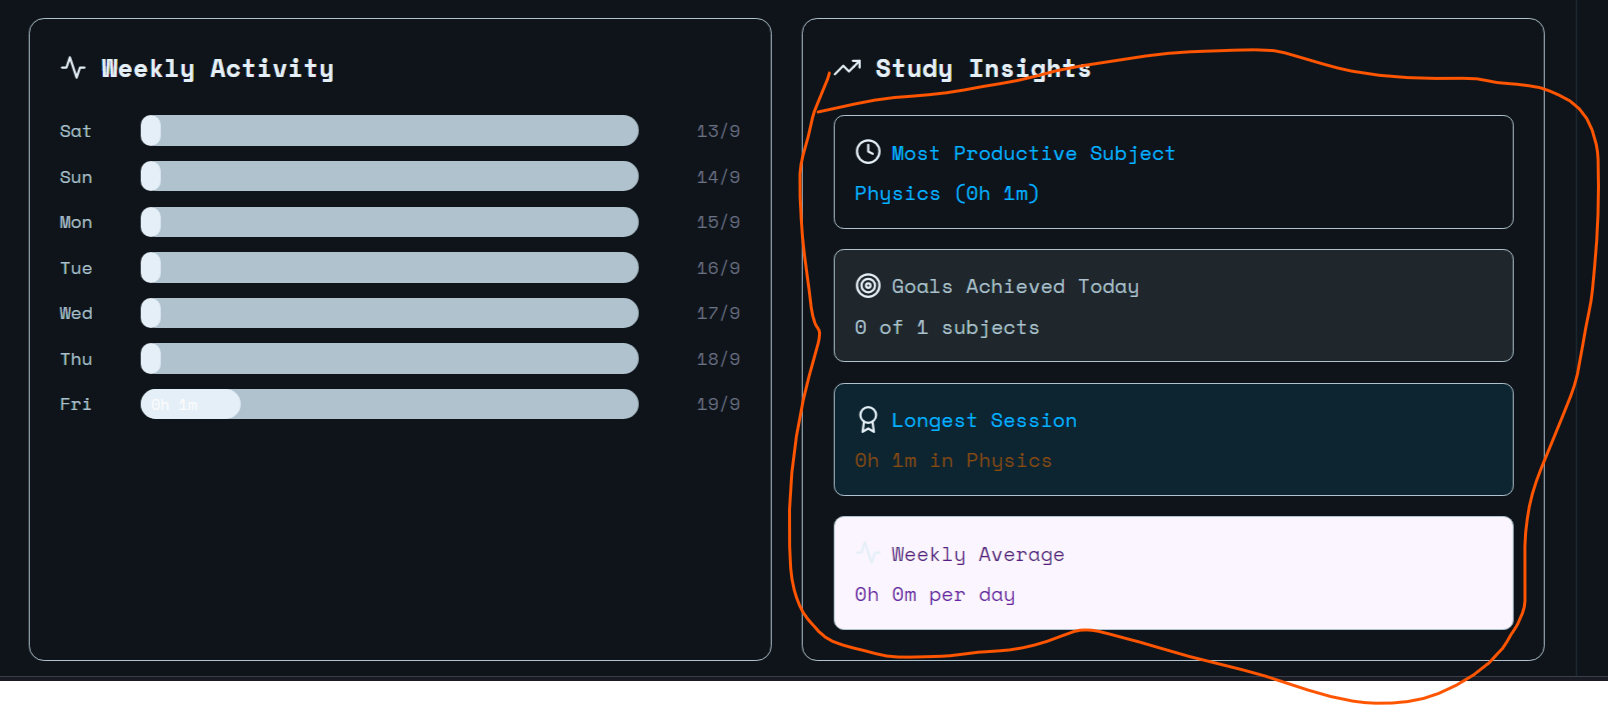 Weekly Activity
Sat 13/9
Sun 14/9
Mon 15/9
Tue 16/9
Wed 17/9
Thu 18/9
Fri 0h 1m 19/9
Study Insights
Most Productive Subject
Physics (0h 1m)
Goals Achieved Today
0 of 1 subjects
Longest Session
0h 1m in Physics
Weekly Average
0h 0m per day